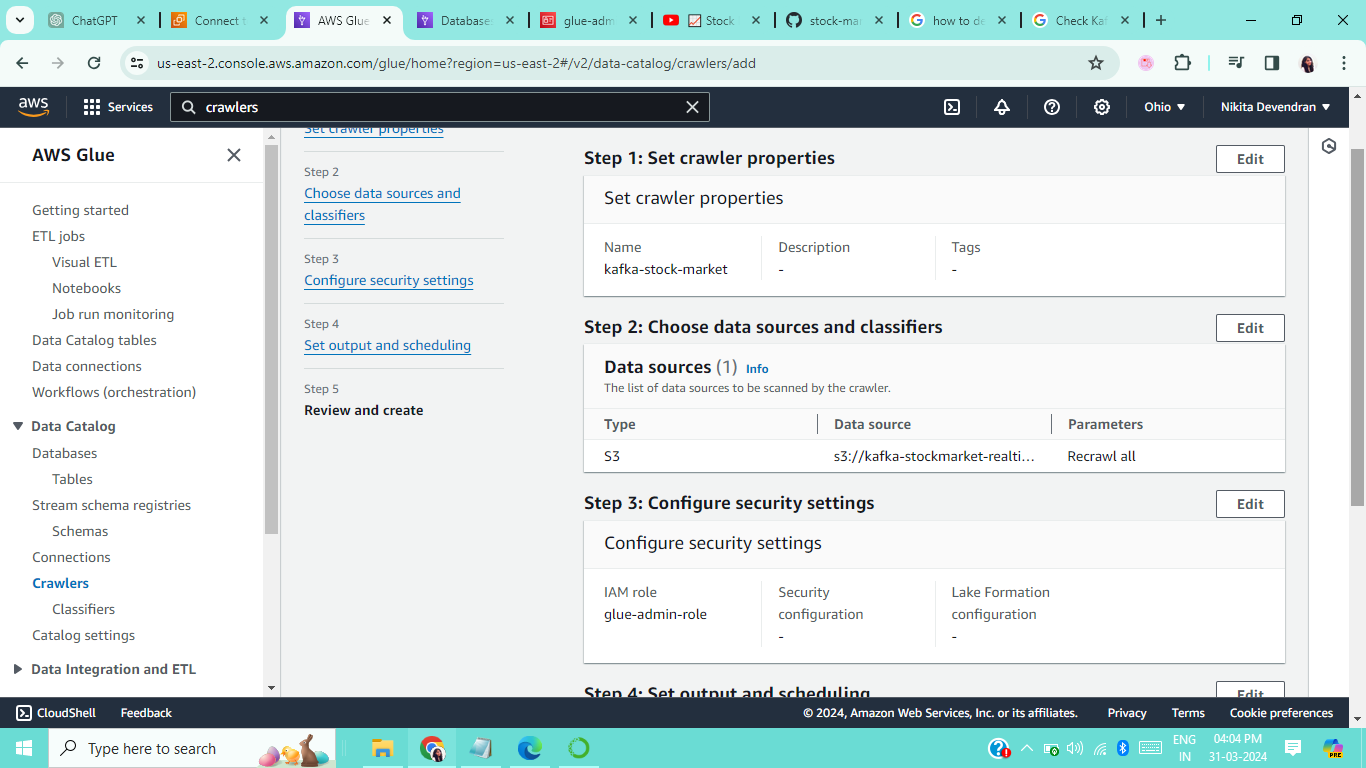 ChatGPT
Connect t
AWS Glue
Databases
glue-adm
Stock
stock-ma
how to de
Check Kaf
us-east-2.console.aws.amazon.com/glue/home?region=us-east-2#/v2/data-catalog/crawlers/add
aws
Services
crawlers
Ohio
Nikita Devendran
AWS Glue
Getting started
ETL jobs
Visual ETL
Notebooks
Job run monitoring
Data Catalog tables
Data connections
Workflows (orchestration)
Data Catalog
Databases
Tables
Stream schema registries
Schemas
Connections
Crawlers
Classifiers
Catalog settings
Data Integration and ETL
Set crawler properties
Step 2
Choose data sources and
classifiers
Step 3
Configure security settings
Step 4
Set output and scheduling
Step 5
Review and create
Step 1: Set crawler properties
Edit
Set crawler properties
Name
Description
Tags
kafka-stock-market
-
-
Step 2: Choose data sources and classifiers
Edit
Data sources (1) Info
The list of data sources to be scanned by the crawler.
Type
Data source
Parameters
S3
s3://kafka-stockmarket-realti...
Recrawl all
Step 3: Configure security settings
Edit
Configure security settings
IAM role
Security
configuration
Lake Formation
configuration
glue-admin-role
-
-
Step 4: Set output and scheduling
Edit
CloudShell
Feedback
© 2024, Amazon Web Services, Inc. or its affiliates.
Privacy
Terms
Cookie preferences
Type here to search
ENG
IN
04:04 PM
31-03-2024
PRE